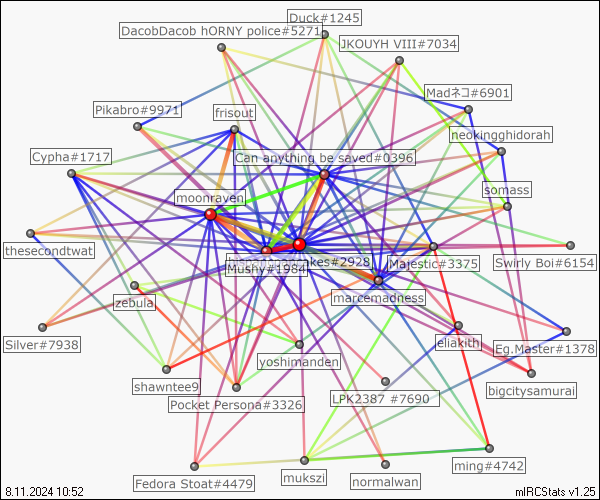 Duck#1245
DacobDacob hORNY police#5271
JKOUYH VIII#7034
Madネコ#6901
Pikabro#9971
frisout
neokingghidorah
Cypha#1717
Can anything be saved#0396
moonraven
somass
thesecondtwat
Mushy#1984
kes#2928
Majestic#3375
Swirly Boi#6154
marcemadness
zebula
Silver#7938
eliakith
Eg.Master#1378
yoshimanden
shawntee9
bigcitysamurai
Pocket Persona#3326
LPK2387 #7690
ming#4742
Fedora Stoat#4479
mukszi
normalwan
8.11.2024 10:52
mIRCStats v1.25